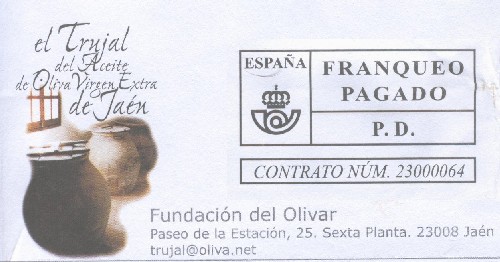 el Trujal
del Aceite
de Oliva Virgen Extra
de Jaén
ESPAÑA
FRANQUEO
PAGADO
P. D.
CONTRATO NÚM. 23000064
Fundación del Olivar
Paseo de la Estación, 25. Sexta Planta. 23008 Jaén
trujal@oliva.net